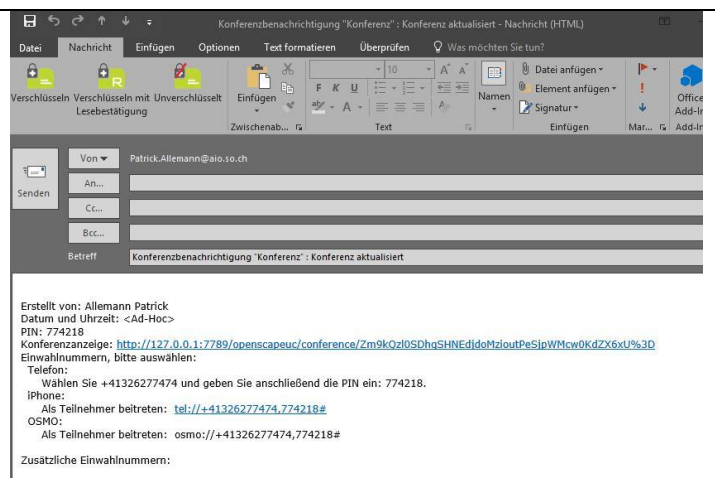 Konferenzbenachrichtigung "Konferenz" : Konferenz aktualisiert - Nachricht (HTML)
Datei Nachricht Einfügen Optionen Text formatieren Überprüfen Was möchten Sie tun?
Verschlüsseln Verschlüsseln mit Lesebestätigung Unverschlüsselt
Einfügen
Zwischenab...
10
F K U
Text
Namen
Datei anfügen
Element anfügen
Signatur
Einfügen
Mar...
Office
Add-In
Add-In
Senden
Von Patrick.Allemann@aio.so.ch
An...
Cc...
Bcc...
Betreff Konferenzbenachrichtigung "Konferenz" : Konferenz aktualisiert
Erstellt von: Allemann Patrick
Datum und Uhrzeit: <Ad-Hoc>
PIN: 774218
Konferenzanzeige: http://127.0.0.1:7789/openscapeuc/conference/Zm9kQzl0SDhqSHNEdjdoMzioutPeSjpWMcw0KdZX6xU%3D
Einwahlnummern, bitte auswählen:
Telefon:
Wählen Sie +41326277474 und geben Sie anschließend die PIN ein: 774218.
iPhone:
Als Teilnehmer beitreten: tel://+41326277474,774218#
OSMO:
Als Teilnehmer beitreten: osmo://+41326277474,774218#
Zusätzliche Einwahlnummern: